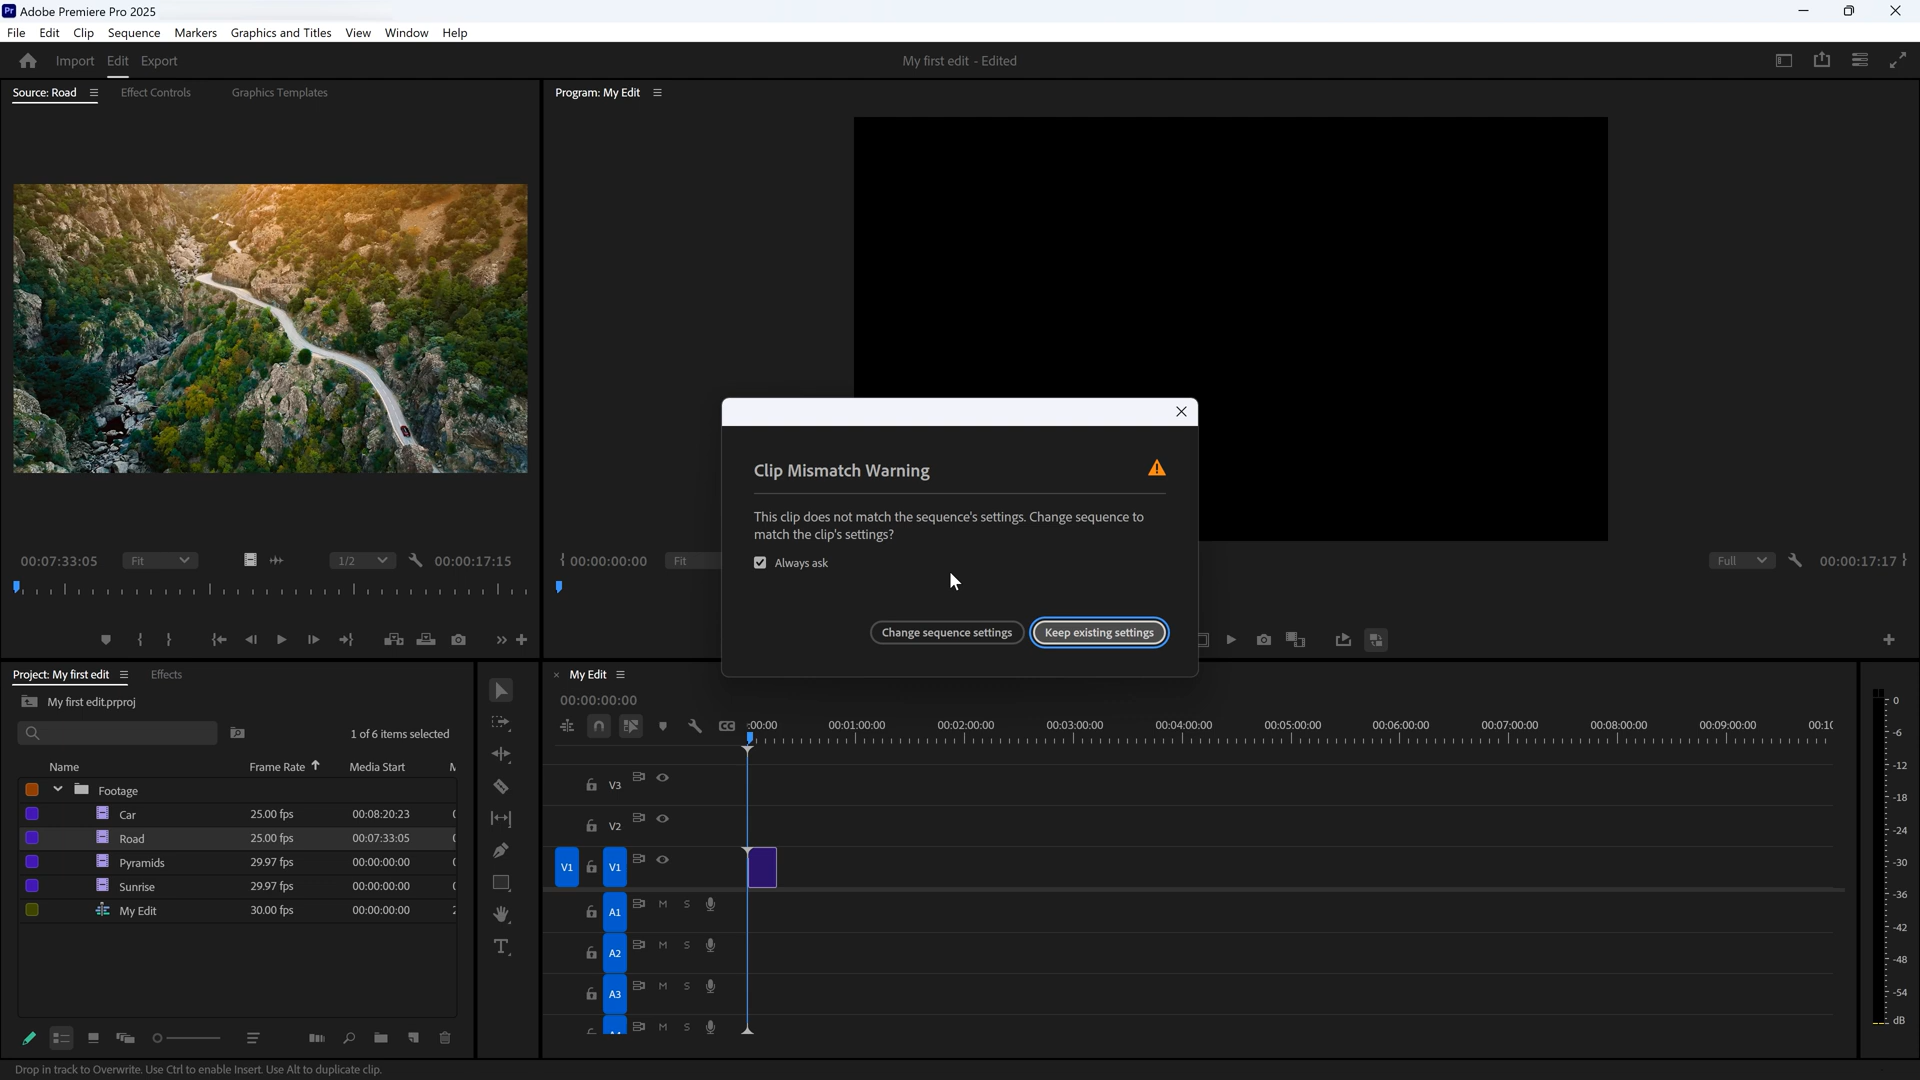 Pr Adobe Premiere Pro 2025
File Edit Clip Sequence Markers Graphics and Titles View Window Help
Import Edit Export
My first edit - Edited
Source: Road
Effect Controls
Graphics Templates
Program: My Edit
Clip Mismatch Warning
This clip does not match the sequence's settings. Change sequence to
match the clip's settings?
Always ask
Change sequence settings
Keep existing settings
00:07:33:05
Fit
1/2
00:00:17:15
00:00:00:00
Fit
Full
00:00:17:17
Project: My first edit
Effects
My first edit.prproj
1 of 6 items selected
Name Frame Rate Media Start
Footage
Car 25.00 fps 00:08:20:23
Road 25.00 fps 00:07:33:05
Pyramids 29.97 fps 00:00:00:00
Sunrise 29.97 fps 00:00:00:00
My Edit 30.00 fps 00:00:00:00
My Edit
00:00:00:00
CC
:00:00 00:01:00:00 00:02:00:00 00:03:00:00 00:04:00:00 00:05:00:00 00:06:00:00 00:07:00:00 00:08:00:00 00:09:00:00 00:1
V3
V2
V1 V1
A1 M S
A2 M S
A3 M S
M S
0
-6
-12
-18
-24
-30
-36
-42
-48
-54
dB
Drop in track to Overwrite. Use Ctrl to enable Insert. Use Alt to duplicate clip.